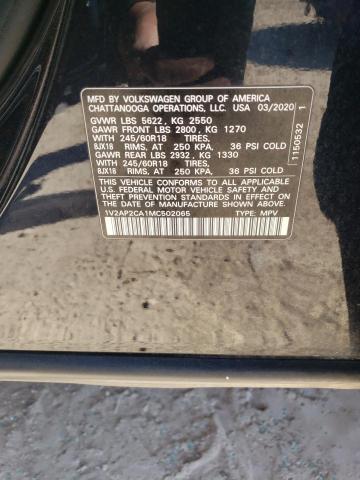 MFD BY VOLKSWAGEN GROUP OF AMERICA
CHATTANOOGA OPERATIONS, LLC. USA 03/2020
GVWR LBS 5622, KG 2550
GAWR FRONT LBS 2800, KG 1270
WITH 245/60R18 TIRES,
8JX18 RIMS, AT 250 KPA, 36 PSI COLD
GAWR REAR LBS 2932, KG 1330
WITH 245/60R18 TIRES,
8JX18 RIMS, AT 250 KPA, 36 PSI COLD
THIS VEHICLE CONFORMS TO ALL APPLICABLE
U.S. FEDERAL MOTOR VEHICLE SAFETY AND
THEFT PREVENTION STANDARDS IN EFFECT ON THE
DATE OF MANUFACTURE SHOWN ABOVE.
1V2AP2CA1MC502065 TYPE: MPV
1150532 1